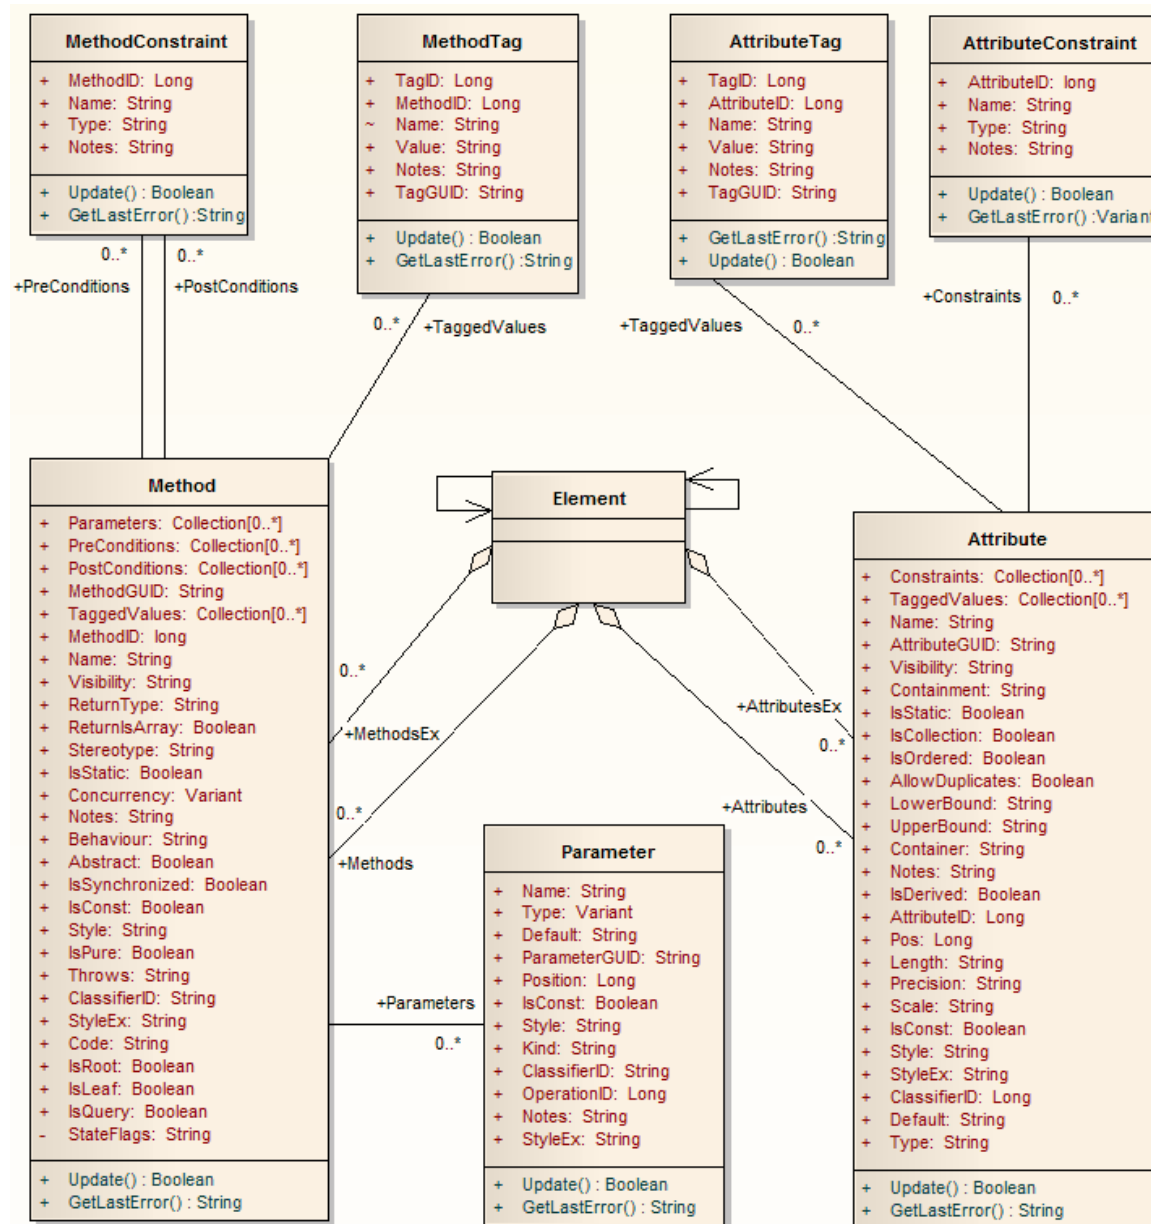 MethodConstraint
+ MethodID: Long
+ Name: String
+ Type: String
+ Notes: String
+ Update() : Boolean
+ GetLastError() :String
MethodTag
+ TagID: Long
+ MethodID: Long
~ Name: String
+ Value: String
+ Notes: String
+ TagGUID: String
+ Update() : Boolean
+ GetLastError() :String
AttributeTag
+ TagID: Long
+ AttributeID: Long
+ Name: String
+ Value: String
+ Notes: String
+ TagGUID: String
+ GetLastError() :String
+ Update() : Boolean
AttributeConstraint
+ AttributeID: long
+ Name: String
+ Type: String
+ Notes: String
+ Update() : Boolean
+ GetLastError() :Variant
0..*
0..*
+PreConditions
+PostConditions
0..*
+TaggedValues
+TaggedValues
0..*
+Constraints
0..*
Method
+ Parameters: Collection[0..*]
+ PreConditions: Collection[0..*]
+ PostConditions: Collection[0..*]
+ MethodGUID: String
+ TaggedValues: Collection[0..*]
+ MethodID: long
+ Name: String
+ Visibility: String
+ ReturnType: String
+ ReturnIsArray: Boolean
+ Stereotype: String
+ IsStatic: Boolean
+ Concurrency: Variant
+ Notes: String
+ Behaviour: String
+ Abstract: Boolean
+ IsSynchronized: Boolean
+ IsConst: Boolean
+ Style: String
+ IsPure: Boolean
+ Throws: String
+ ClassifierID: String
+ StyleEx: String
+ Code: String
+ IsRoot: Boolean
+ IsLeaf: Boolean
+ IsQuery: Boolean
- StateFlags: String
+ Update() : Boolean
+ GetLastError() : String
Element
0..*
+MethodsEx
0..*
+Methods
+AttributesEx
0..*
+Attributes
0..*
+Parameters
0..*
Parameter
+ Name: String
+ Type: Variant
+ Default: String
+ ParameterGUID: String
+ Position: Long
+ IsConst: Boolean
+ Style: String
+ Kind: String
+ ClassifierID: String
+ OperationID: Long
+ Notes: String
+ StyleEx: String
+ Update() : Boolean
+ GetLastError() : String
Attribute
+ Constraints: Collection[0..*]
+ TaggedValues: Collection[0..*]
+ Name: String
+ AttributeGUID: String
+ Visibility: String
+ Containment: String
+ IsStatic: Boolean
+ IsCollection: Boolean
+ IsOrdered: Boolean
+ AllowDuplicates: Boolean
+ LowerBound: String
+ UpperBound: String
+ Container: String
+ Notes: String
+ IsDerived: Boolean
+ AttributeID: Long
+ Pos: Long
+ Length: String
+ Precision: String
+ Scale: String
+ IsConst: Boolean
+ Style: String
+ StyleEx: String
+ ClassifierID: Long
+ Default: String
+ Type: String
+ Update() : Boolean
+ GetLastError() : String